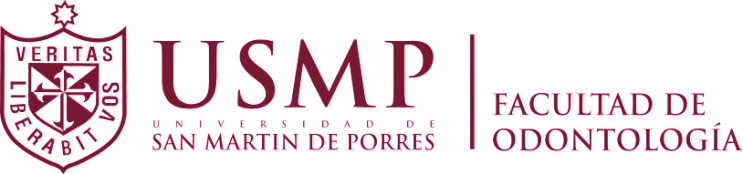 VERITAS
LIBERABIT VOS
USMP
UNIVERSIDAD DE
SAN MARTIN DE PORRES
FACULTAD DE
ODONTOLOGÍA